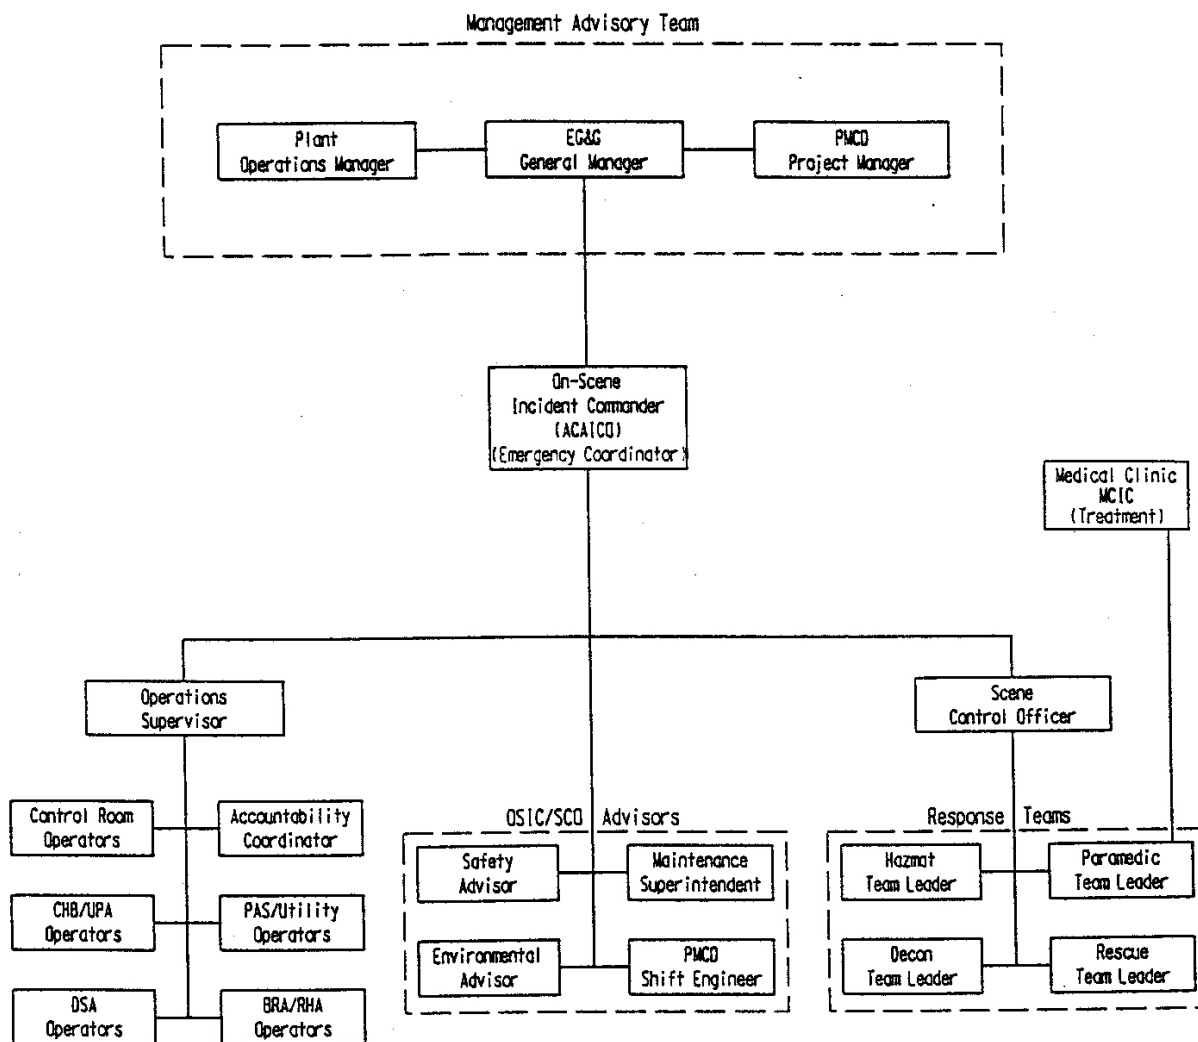 Management Advisory Team
Plant
Operations Manager
EG&G
General Manager
PMCD
Project Manager
On-Scene
Incident Commander
(ACAICO)
(Emergency Coordinator)
Medical Clinic
MCIC
(Treatment)
Operations
Supervisor
Scene
Control Officer
Control Room
Operators
Accountability
Coordinator
CHB/UPA
Operators
PAS/Utility
Operators
DSA
Operators
BRA/RHA
Operators
OSIC/SCO Advisors
Safety
Advisor
Maintenance
Superintendent
Environmental
Advisor
PMCD
Shift Engineer
Response Teams
Hazmat
Team Leader
Paramedic
Team Leader
Decon
Team Leader
Rescue
Team Leader